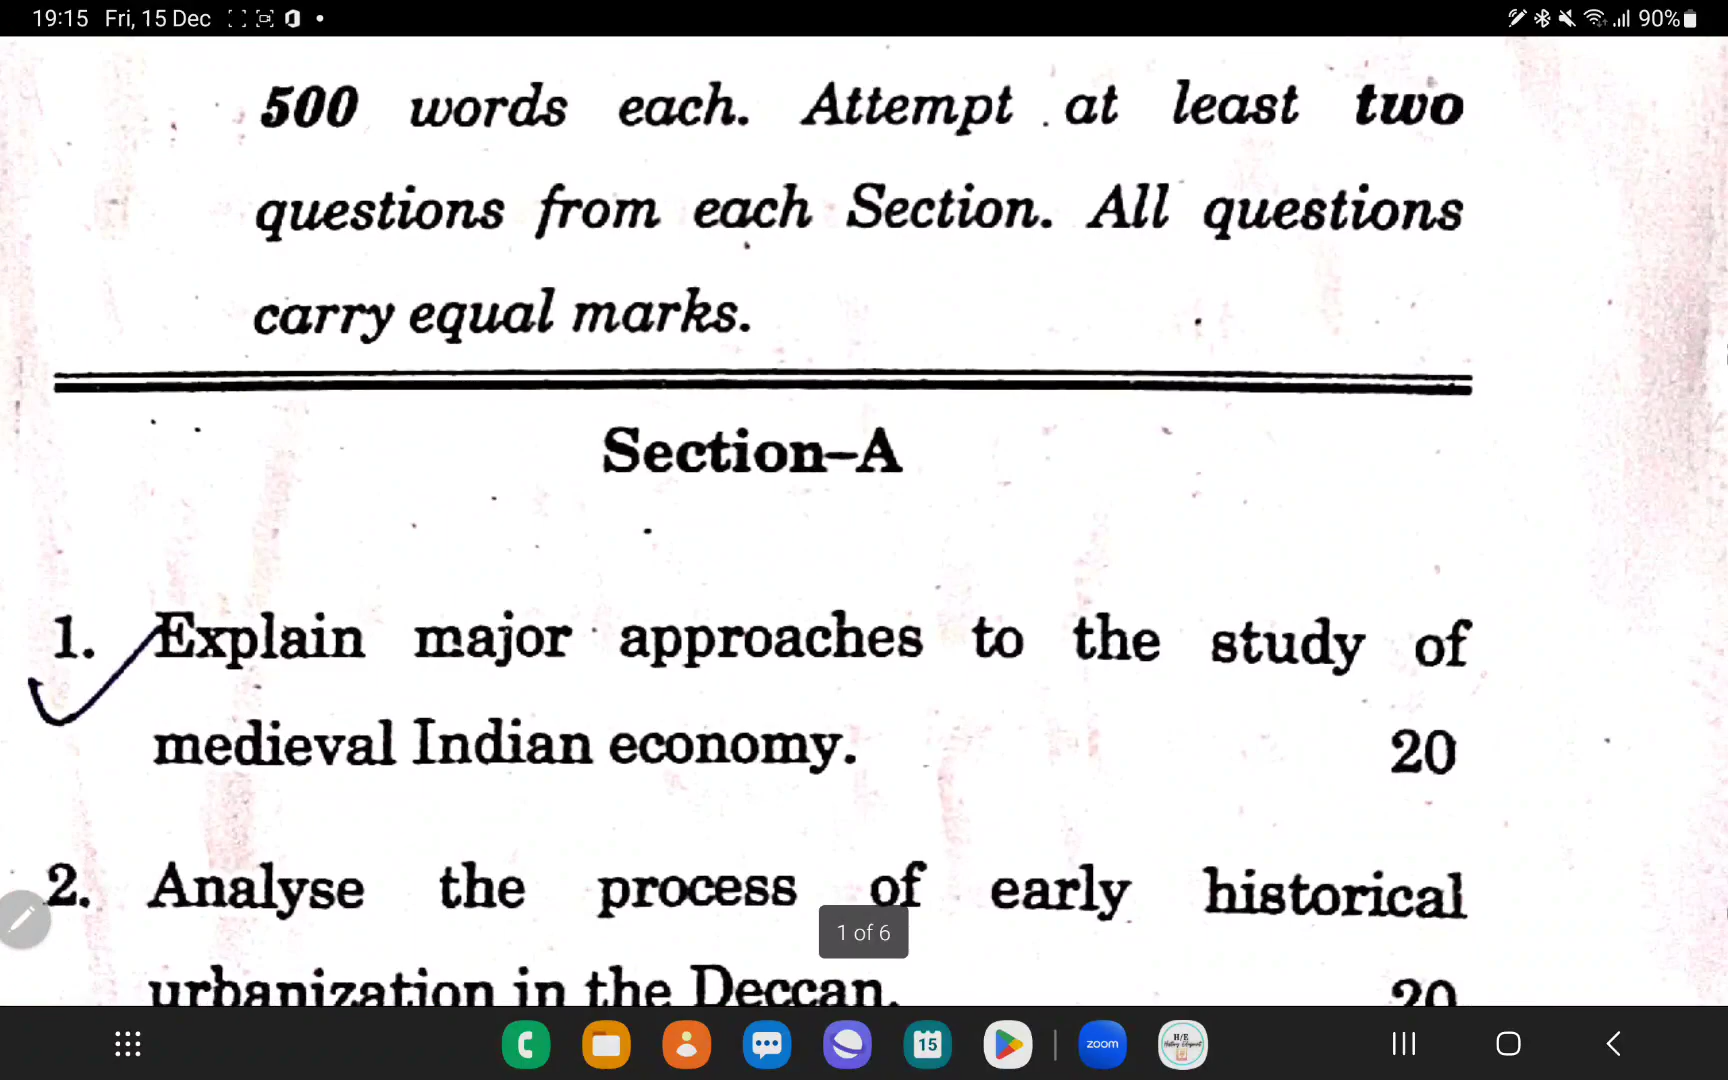 19:15 Fri, 15 Dec
90%
500 words each. Attempt at least two
questions from each Section. All questions
carry equal marks.
Section–A
1. Explain major approaches to the study of
medieval Indian economy. 20
2. Analyse the process of early historical
urbanization in the Deccan. 20
1 of 6
15
zoom
H/E